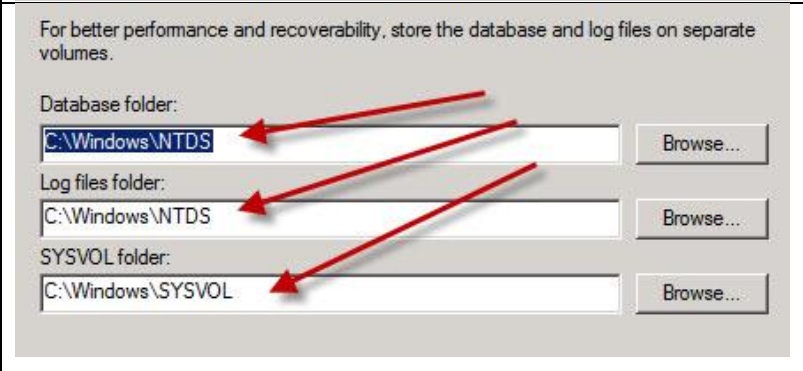 For better performance and recoverability, store the database and log files on separate
volumes.
Database folder:
C:\Windows\NTDS
Browse...
Log files folder:
C:\Windows\NTDS
Browse...
SYSVOL folder:
C:\Windows\SYSVOL
Browse...